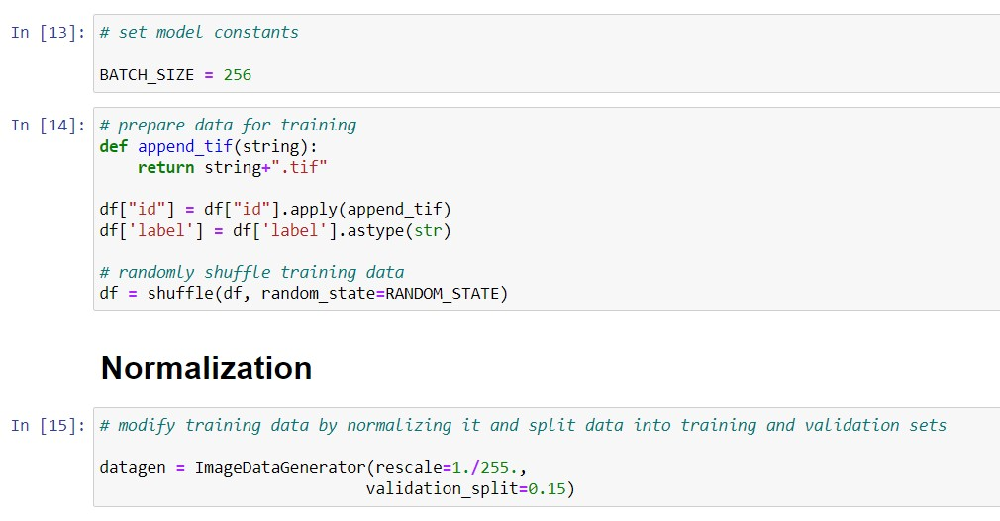 In [13]: # set model constants
BATCH_SIZE = 256
In [14]: # prepare data for training
def append_tif(string):
    return string+".tif"
df["id"] = df["id"].apply(append_tif)
df['label'] = df['label'].astype(str)
# randomly shuffle training data
df = shuffle(df, random_state=RANDOM_STATE)
Normalization
In [15]: # modify training data by normalizing it and split data into training and validation sets
datagen = ImageDataGenerator(rescale=1./255.,
                            validation_split=0.15)